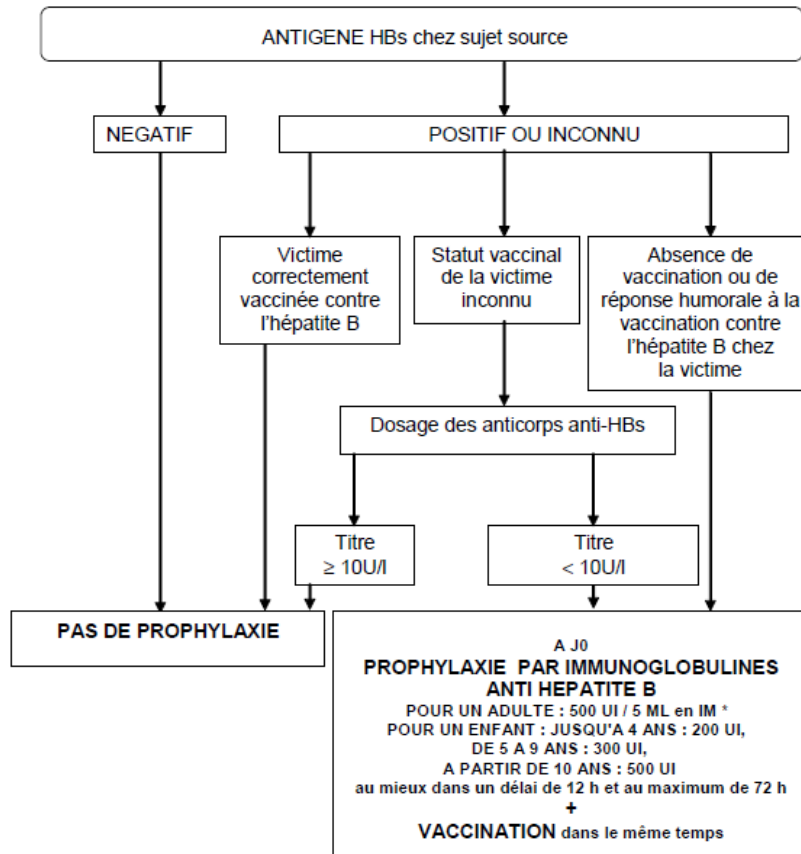 ANTIGENE HBs chez sujet source
NEGATIF
POSITIF OU INCONNU
Victime
correctement
vaccinée contre
l'hépatite B
Statut vaccinal
de la victime
inconnu
Absence de
vaccination ou de
réponse humorale à la
vaccination contre
l'hépatite B chez
la victime
Dosage des anticorps anti-HBs
Titre
≥ 10U/l
Titre
< 10U/l
PAS DE PROPHYLAXIE
A J0
PROPHYLAXIE PAR IMMUNOGLOBULINES
ANTI HEPATITE B
POUR UN ADULTE : 500 UI / 5 ML en IM *
POUR UN ENFANT : JUSQU'A 4 ANS : 200 UI,
DE 5 A 9 ANS : 300 UI,
A PARTIR DE 10 ANS : 500 UI
au mieux dans un délai de 12 h et au maximum de 72 h
+
VACCINATION dans le même temps